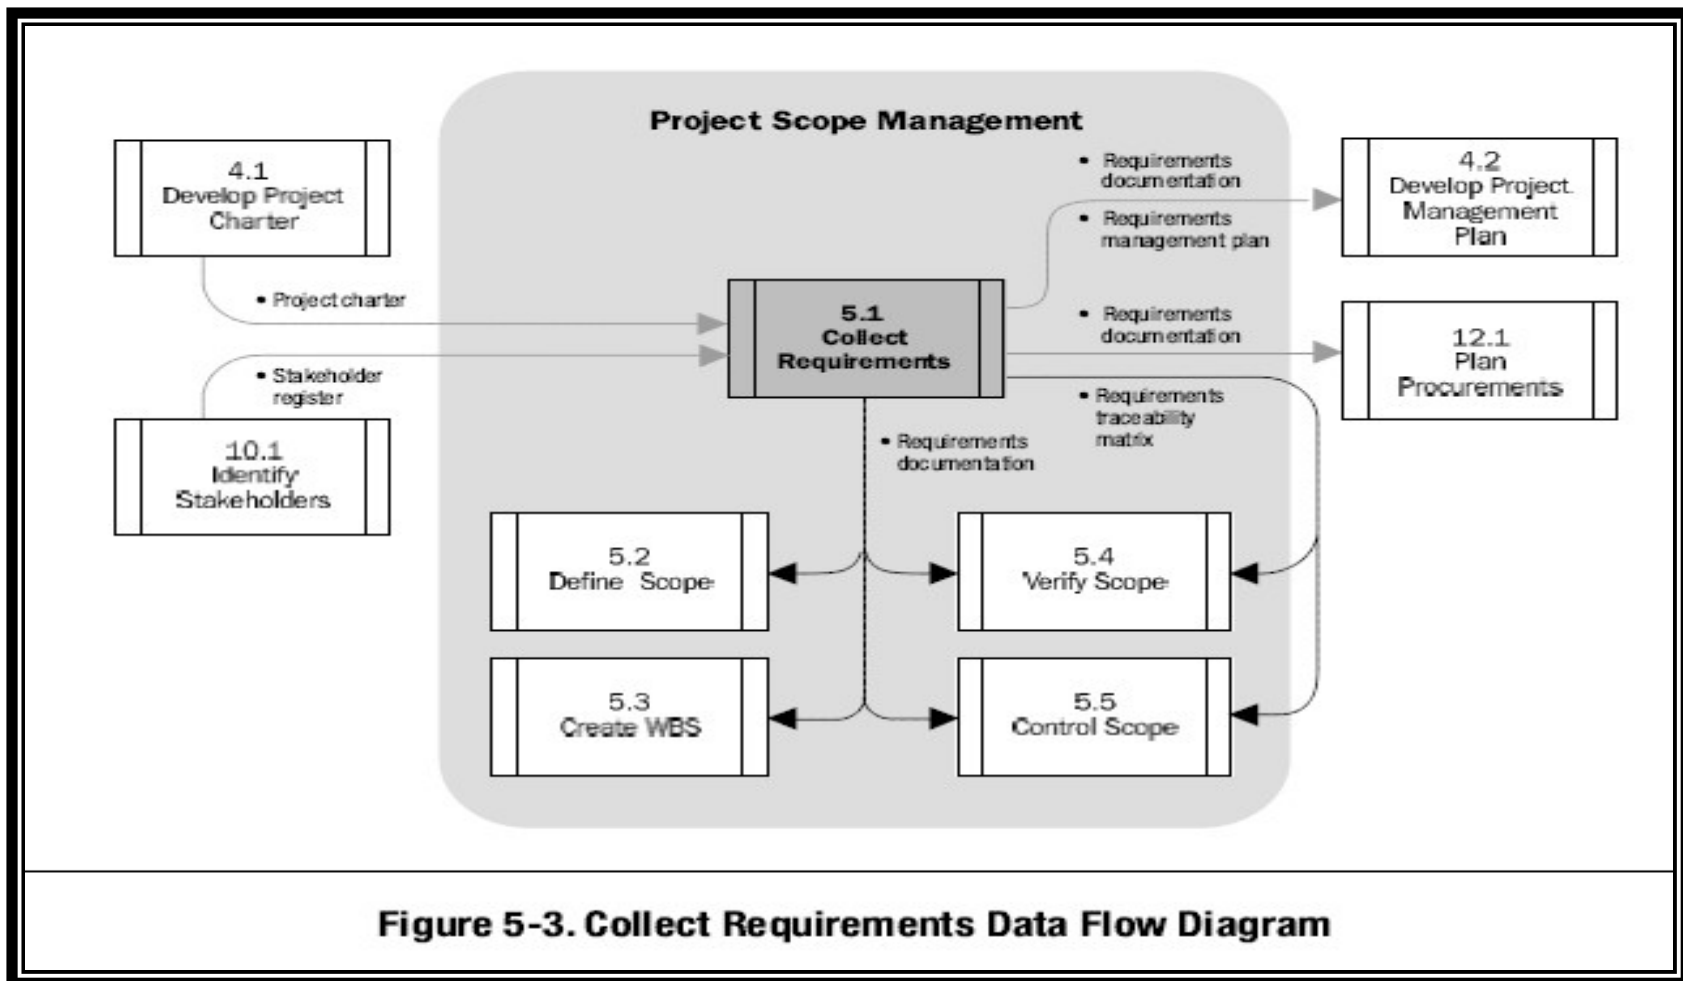 Project Scope Management
4.1
Develop Project
Charter
• Project charter
• Stakeholder
register
10.1
Identify
Stakeholders
5.1
Collect
Requirements
• Requirements
documentation
• Requirements
management plan
4.2
Develop Project
Management
Plan
• Requirements
documentation
12.1
Plan
Procurements
• Requirements
traceability
matrix
• Requirements
documentation
5.2
Define Scope
5.4
Verify Scope
5.3
Create WBS
5.5
Control Scope
Figure 5-3. Collect Requirements Data Flow Diagram